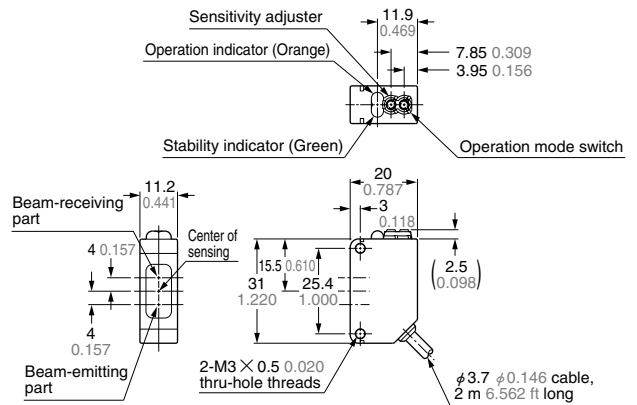 Sensitivity adjuster
11.9
0.469
Operation indicator (Orange)
7.85 0.309
3.95 0.156
Stability indicator (Green)
Operation mode switch
11.2
0.441
Beam-receiving
part
Center of
sensing
4 0.157
4
0.157
Beam-emitting
part
20
0.787
3
0.118
15.5 0.610
31
1.220
25.4
1.000
(2.5
0.098)
2-M3 × 0.5 0.020
thru-hole threads
φ3.7 φ0.146 cable,
2 m 6.562 ft long